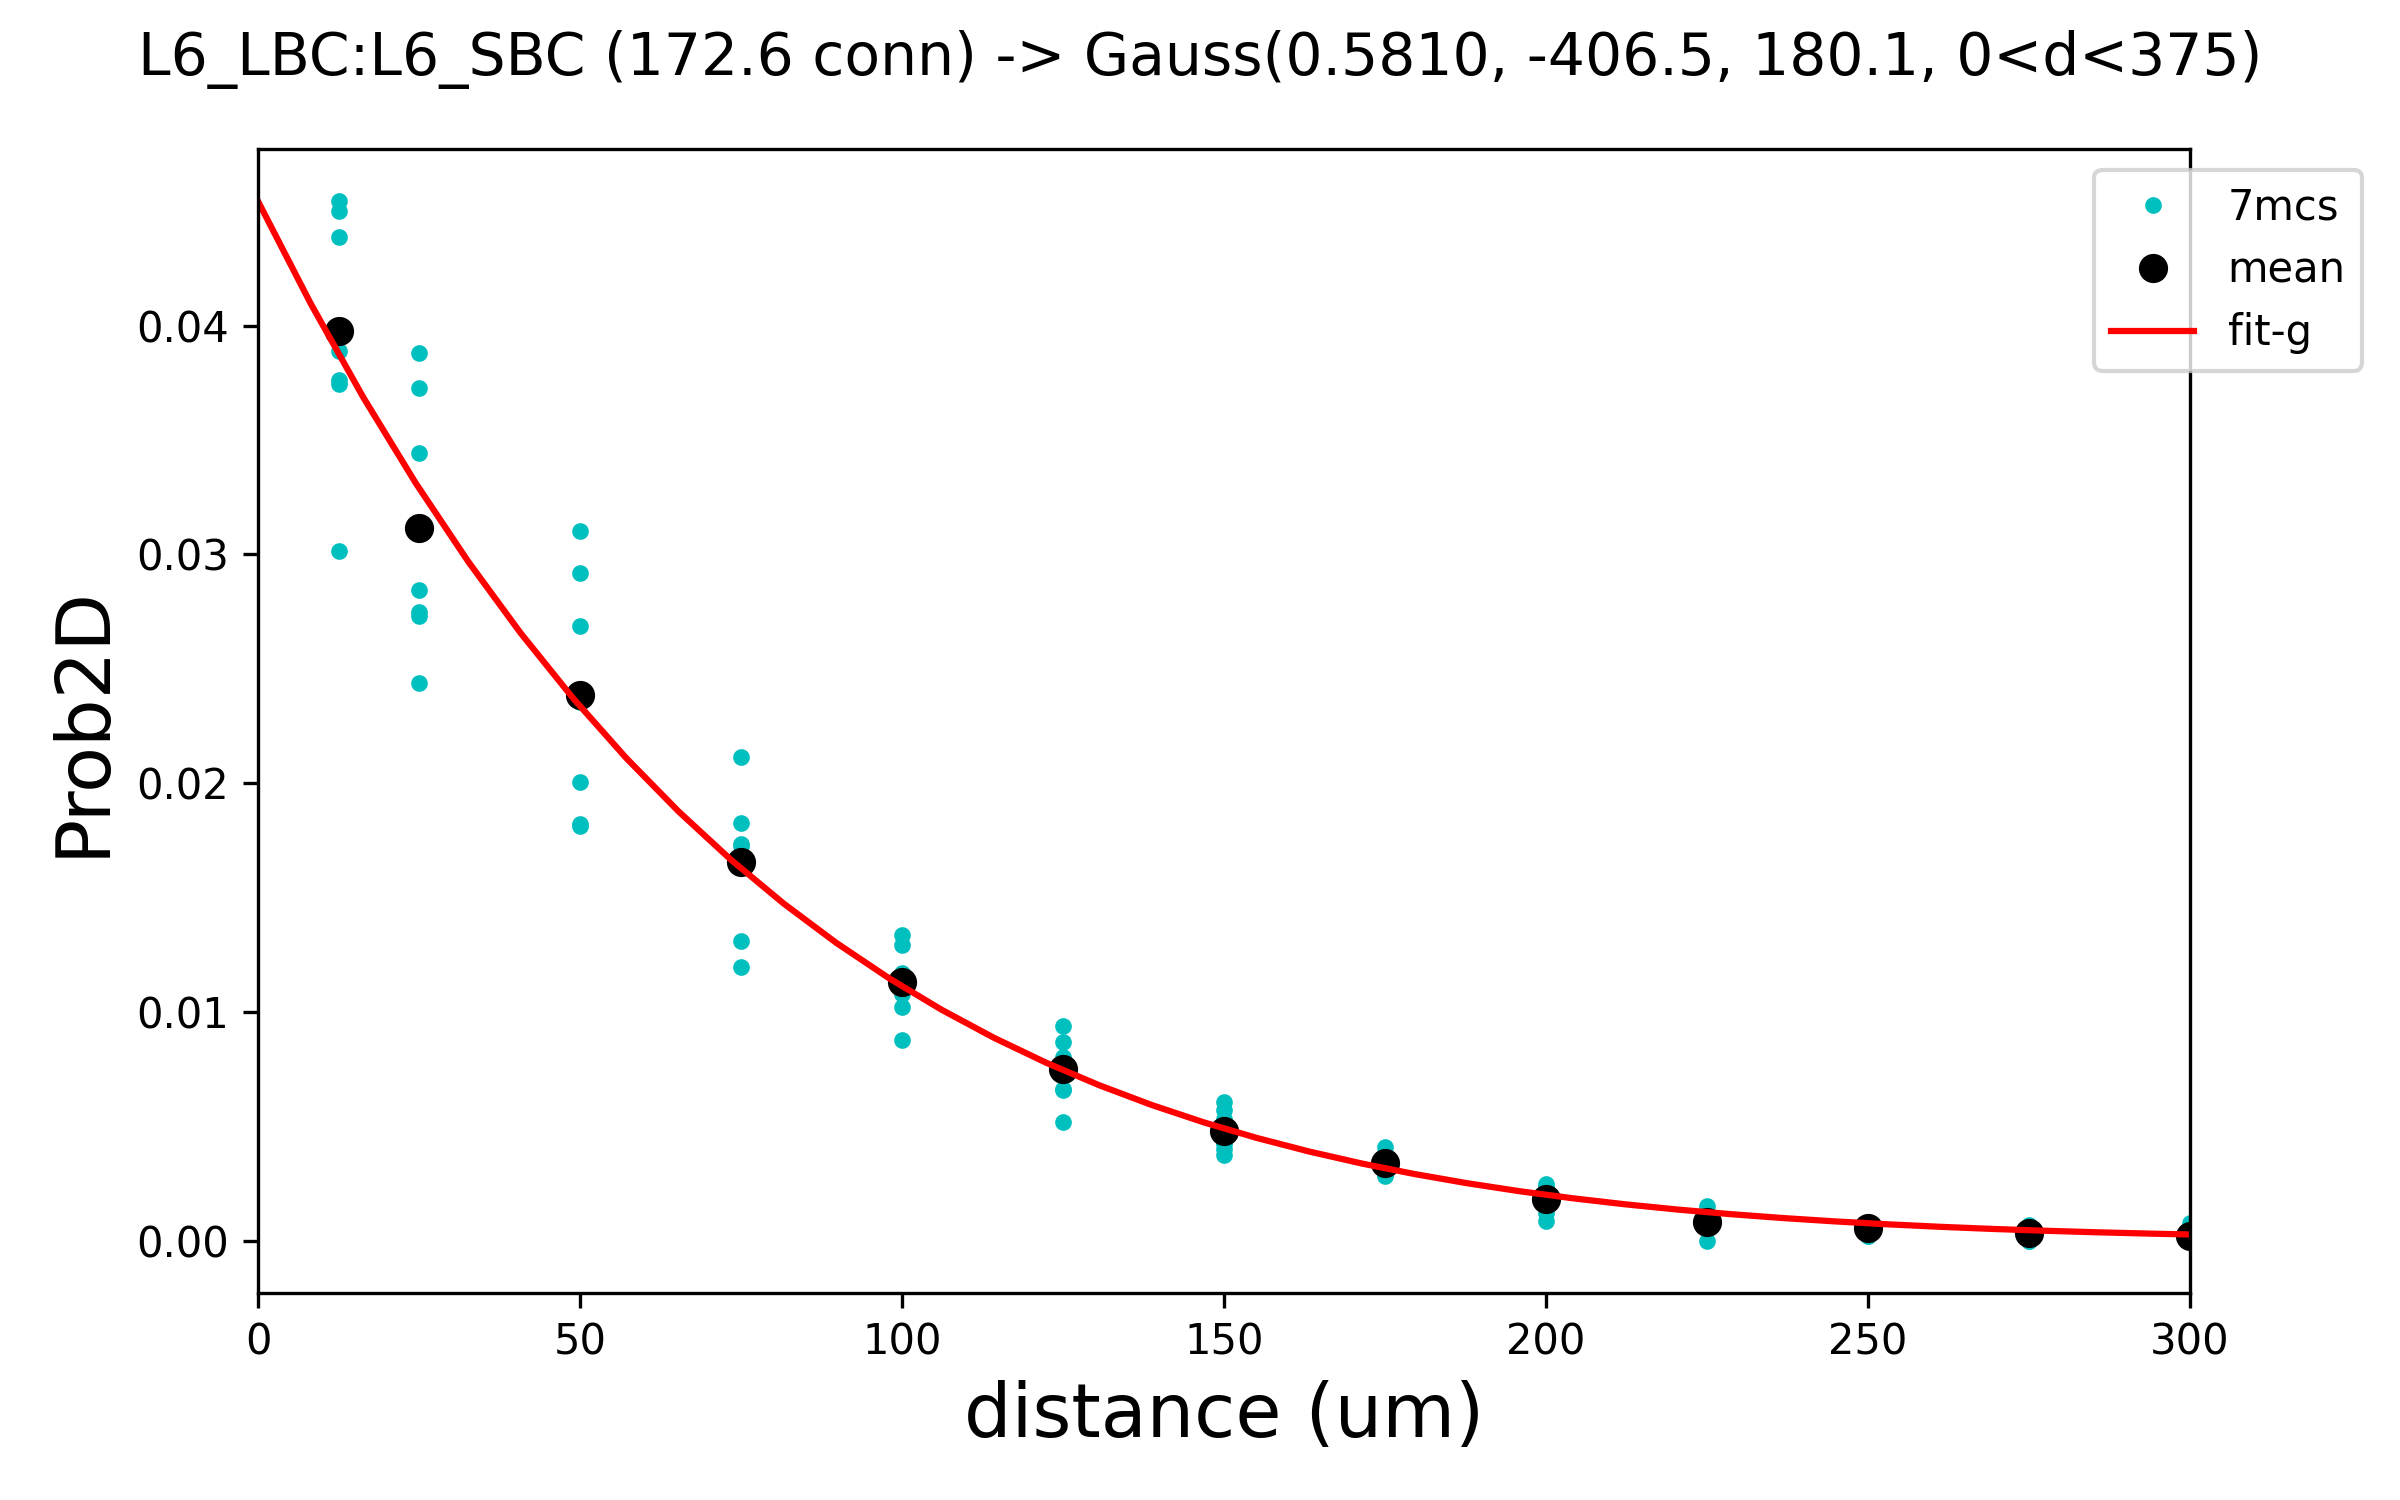 L6_LBC:L6_SBC (172.6 conn) -> Gauss(0.5810, -406.5, 180.1, 0<d<375)
7mcs
mean
fit-g
0.04
0.03
0.02
0.01
0.00
Prob2D
0 50 100 150 200 250 300
distance (um)